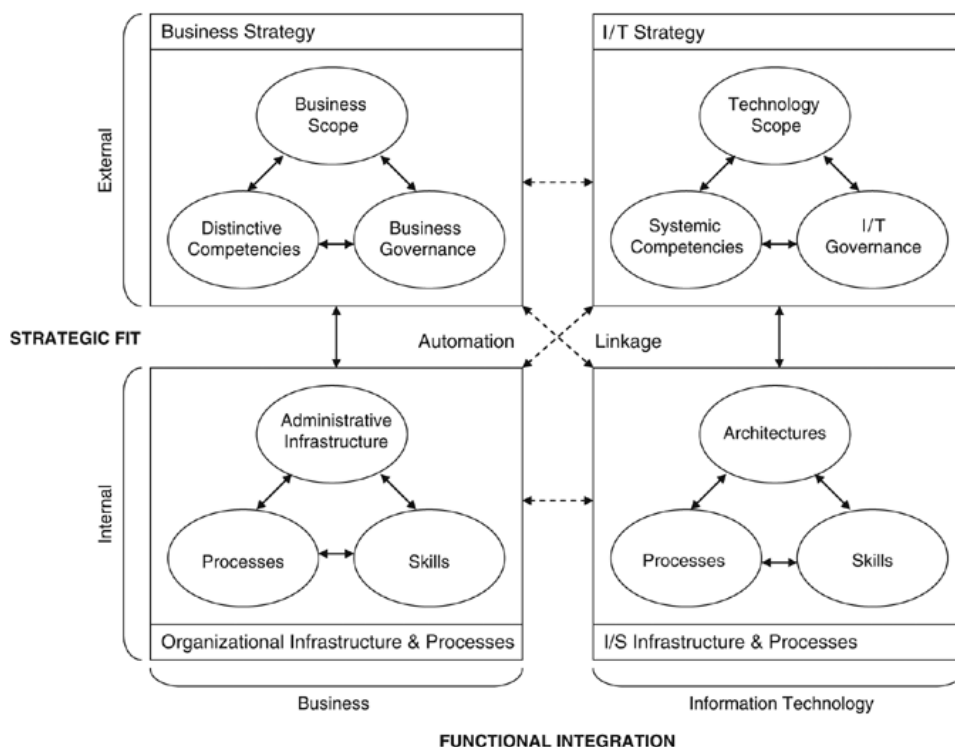 Business Strategy
I/T Strategy
External
Business
Scope
Technology
Scope
Distinctive
Competencies
Business
Governance
Systemic
Competencies
I/T
Governance
STRATEGIC FIT
Automation
Linkage
Internal
Administrative
Infrastructure
Architectures
Processes
Skills
Processes
Skills
Organizational Infrastructure & Processes
I/S Infrastructure & Processes
Business
Information Technology
FUNCTIONAL INTEGRATION